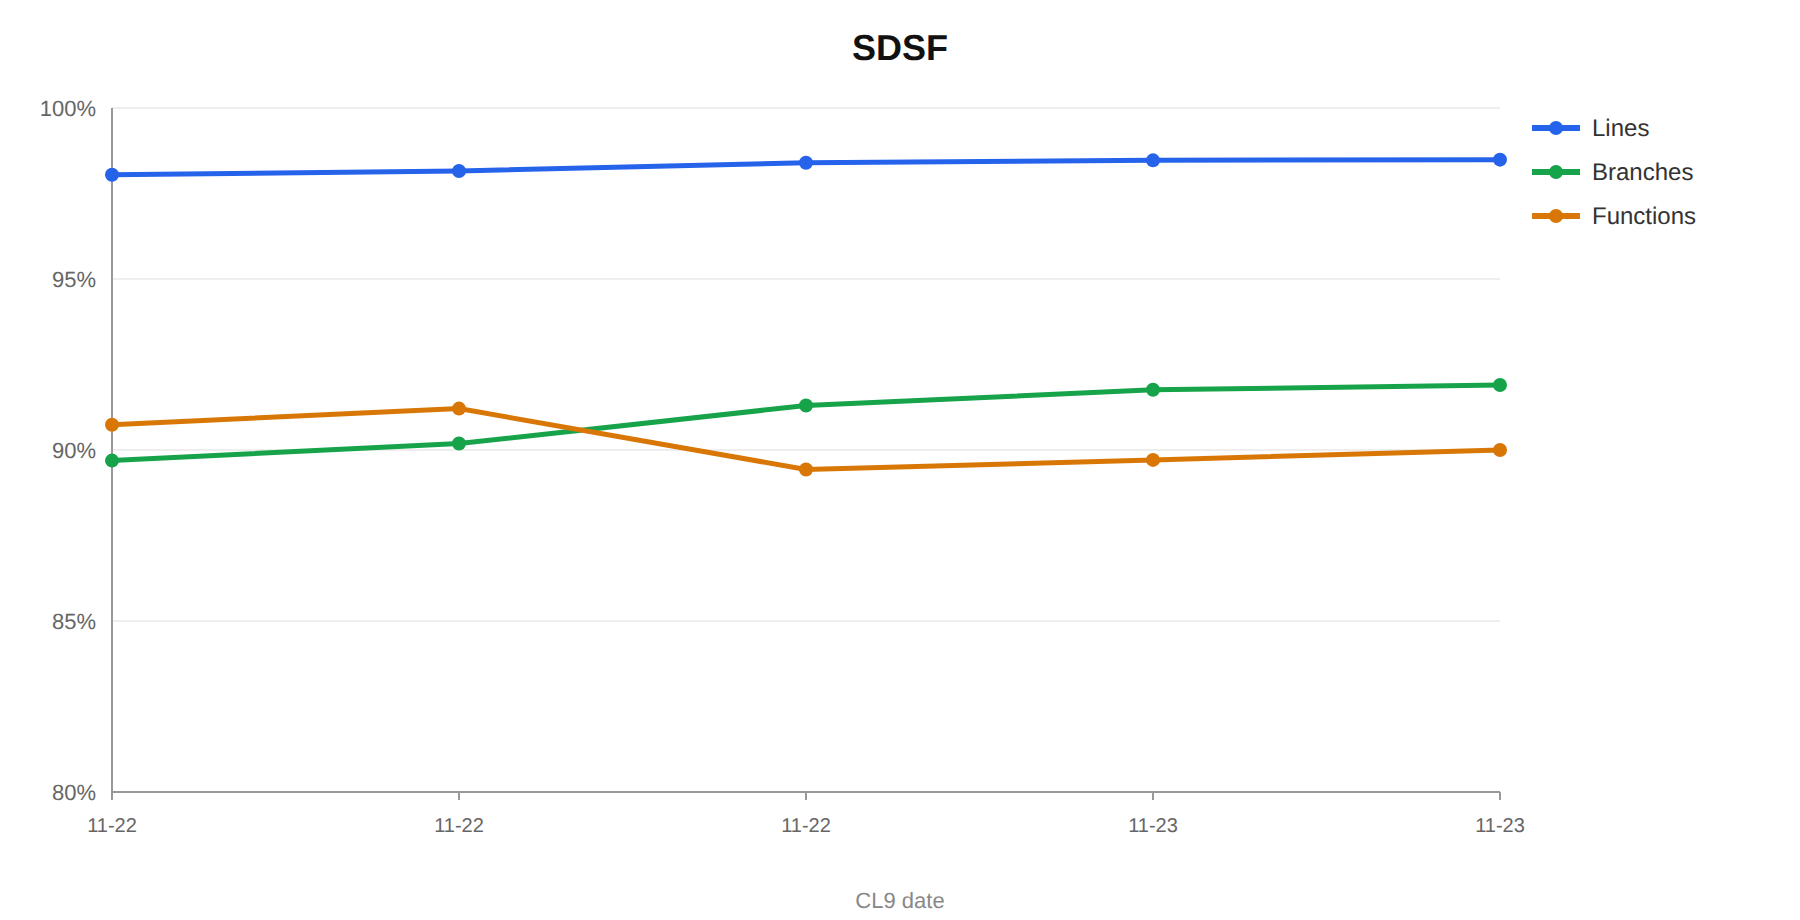 SDSF
100%
95%
90%
85%
80%
11-22
11-22
11-22
11-23
11-23
CL9 date
Lines
Branches
Functions